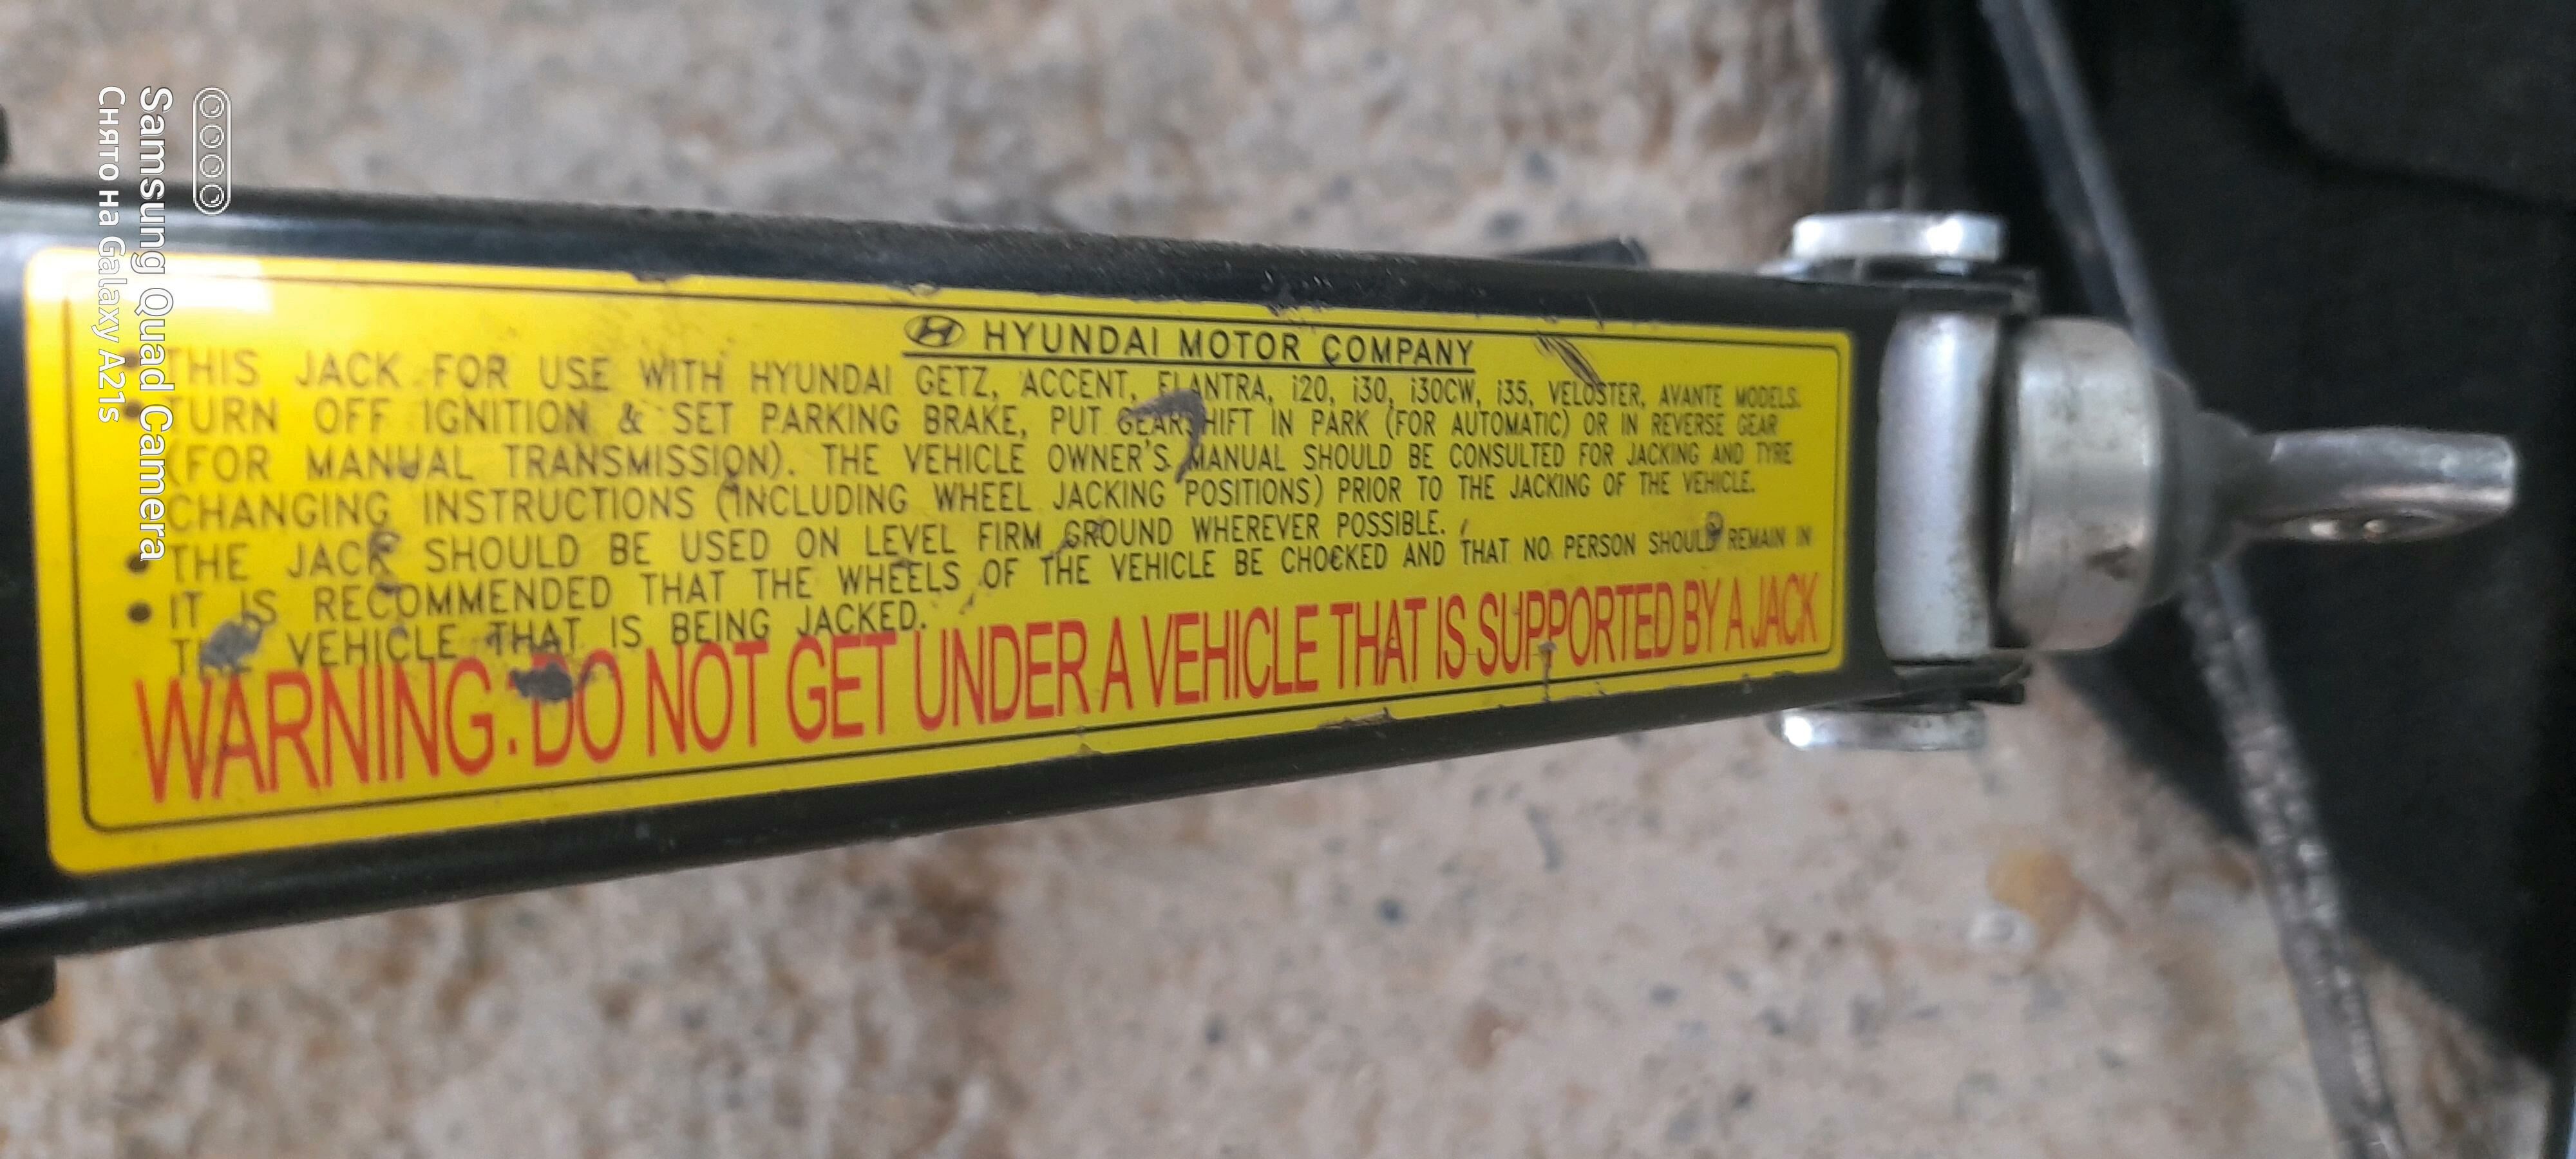 HYUNDAI MOTOR COMPANY
• THIS JACK FOR USE WITH HYUNDAI GETZ, ACCENT, ELANTRA, i20, i30, i30CW, i35, VELOSTER, AVANTE MODELS.
• TURN OFF IGNITION & SET PARKING BRAKE, PUT GEARSHIFT IN PARK (FOR AUTOMATIC) OR IN REVERSE GEAR
(FOR MANUAL TRANSMISSION). THE VEHICLE OWNER'S MANUAL SHOULD BE CONSULTED FOR JACKING AND TYRE
CHANGING INSTRUCTIONS (INCLUDING WHEEL JACKING POSITIONS) PRIOR TO THE JACKING OF THE VEHICLE.
• THE JACK SHOULD BE USED ON LEVEL FIRM GROUND WHEREVER POSSIBLE.
• IT IS RECOMMENDED THAT THE WHEELS OF THE VEHICLE BE CHOCKED AND THAT NO PERSON SHOULD REMAIN IN
THE VEHICLE THAT IS BEING JACKED.
WARNING: DO NOT GET UNDER A VEHICLE THAT IS SUPPORTED BY A JACK
Samsung Quad Camera
Снято на Galaxy A21s